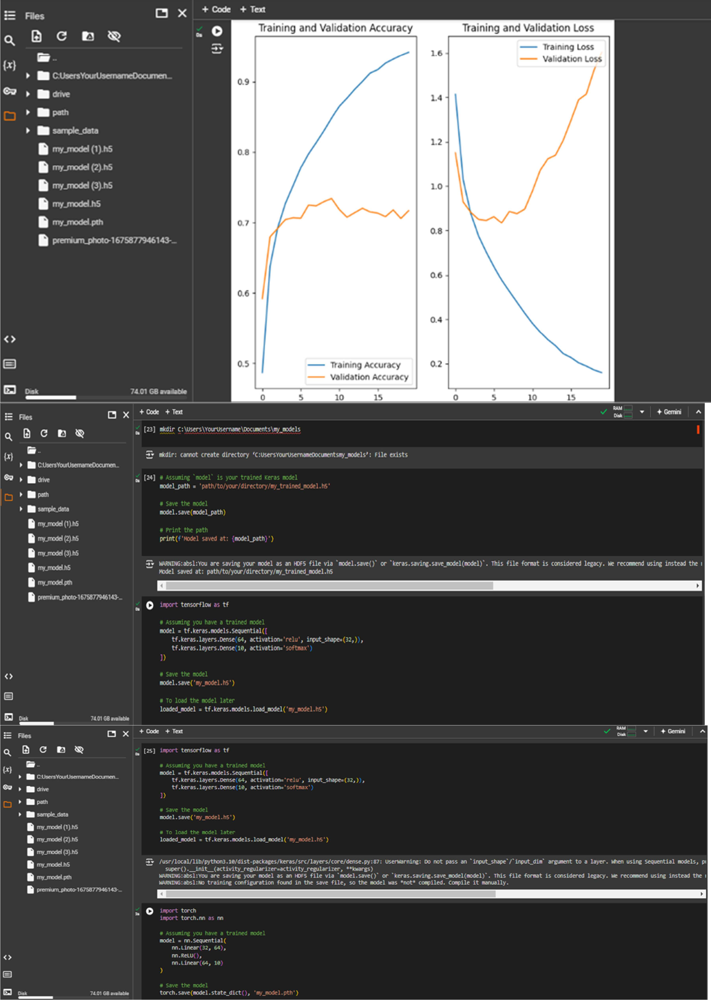 Files
C:UsersYourUsernameDocumen...
drive
path
sample_data
my_model (1).h5
my_model (2).h5
my_model (3).h5
my_model.h5
my_model.pth
premium_photo-1675877946143-...
Disk
74.01 GB available
+ Code + Text
0s
Training and Validation Accuracy
0.9
0.8
0.7
0.6
0.5
Training Accuracy
Validation Accuracy
0 5 10 15
Training and Validation Loss
Training Loss
Validation Loss
1.6
1.4
1.2
1.0
0.8
0.6
0.4
0.2
0 5 10 15
Files
..
{x}
C:UsersYourUsernameDocumen...
drive
path
sample_data
my_model (1).h5
my_model (2).h5
my_model (3).h5
my_model.h5
my_model.pth
premium_photo-1675877946143-...
Disk
74.01 GB available
+ Code + Text
RAM
Disk
Gemini
0s
[23] mkdir C:\Users\YourUsername\Documents\my_models
mkdir: cannot create directory ‘C:UsersYourUsernameDocumentsmy_models’: File exists
0s
[24] # Assuming `model` is your trained Keras model
model_path = 'path/to/your/directory/my_trained_model.h5'
# Save the model
model.save(model_path)
# Print the path
print(f'Model saved at: {model_path}')
WARNING:absl:You are saving your model as an HDF5 file via `model.save()` or `keras.saving.save_model(model)`. This file format is considered legacy. We recommend using instead the
Model saved at: path/to/your/directory/my_trained_model.h5
0s
import tensorflow as tf
# Assuming you have a trained model
model = tf.keras.models.Sequential([
tf.keras.layers.Dense(64, activation='relu', input_shape=(32,)),
tf.keras.layers.Dense(10, activation='softmax')
])
# Save the model
model.save('my_model.h5')
# To load the model later
loaded_model = tf.keras.models.load_model('my_model.h5')
Files
..
{x}
C:UsersYourUsernameDocumen...
drive
path
sample_data
my_model (1).h5
my_model (2).h5
my_model (3).h5
my_model.h5
my_model.pth
premium_photo-1675877946143-...
Disk
74.01 GB available
+ Code + Text
RAM
Disk
Gemini
0s
[25] import tensorflow as tf
# Assuming you have a trained model
model = tf.keras.models.Sequential([
tf.keras.layers.Dense(64, activation='relu', input_shape=(32,)),
tf.keras.layers.Dense(10, activation='softmax')
])
# Save the model
model.save('my_model.h5')
# To load the model later
loaded_model = tf.keras.models.load_model('my_model.h5')
/usr/local/lib/python3.10/dist-packages/keras/src/layers/core/dense.py:87: UserWarning: Do not pass an `input_shape`/`input_dim` argument to a layer. When using Sequential models,
super().__init__(activity_regularizer=activity_regularizer, **kwargs)
WARNING:absl:You are saving your model as an HDF5 file via `model.save()` or `keras.saving.save_model(model)`. This file format is considered legacy. We recommend using instead the
WARNING:absl:No training configuration found in the save file, so the model was *not* compiled. Compile it manually.
import torch
import torch.nn as nn
# Assuming you have a trained model
model = nn.Sequential(
nn.Linear(32, 64),
nn.ReLU(),
nn.Linear(64, 10)
)
# Save the model
torch.save(model.state_dict(), 'my_model.pth')